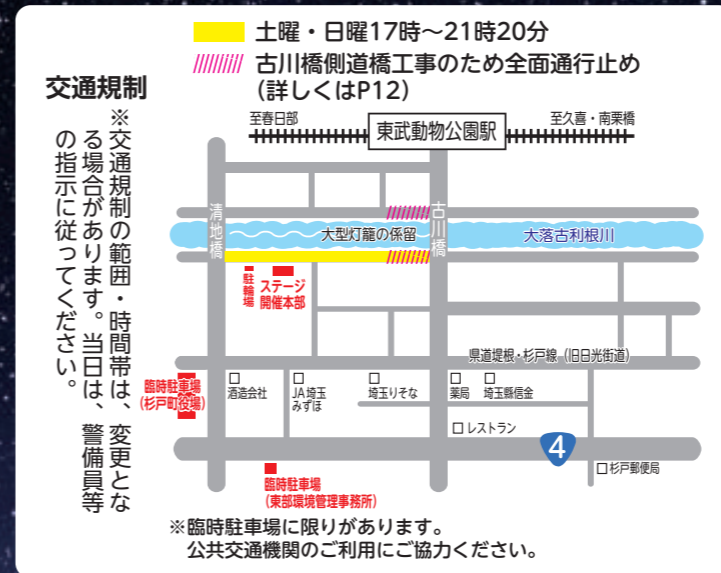 土曜・日曜17時～21時20分
古川橋側道橋工事のため全面通行止め
(詳しくはP12)
交通規制
※交通規制の範囲・時間帯は、変更とな
る場合があります。当日は、警備員等
の指示に従ってください。
至春日部
東武動物公園駅
至久喜・南栗橋
清地橋
大型灯籠の係留
古川橋
大落古利根川
駐輪場
ステージ
開催本部
県道堤根・杉戸線（旧日光街道）
臨時駐車場
(杉戸町役場)
酒造会社
JA埼玉
みずほ
埼玉りそな
薬局
埼玉縣信金
レストラン
4
杉戸郵便局
臨時駐車場
(東部環境管理事務所)
※臨時駐車場に限りがあります。
公共交通機関のご利用にご協力ください。